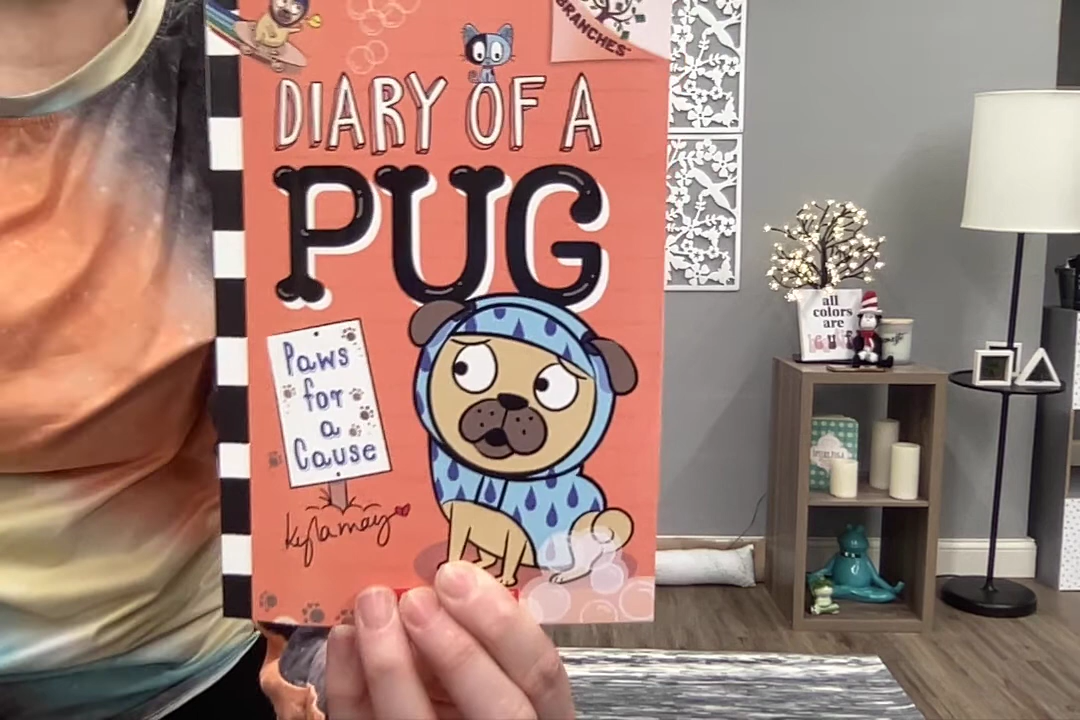 BRANCHES
DIARY OF A
PUG
Paws
for
a
Cause
kyla may
all
colors
are